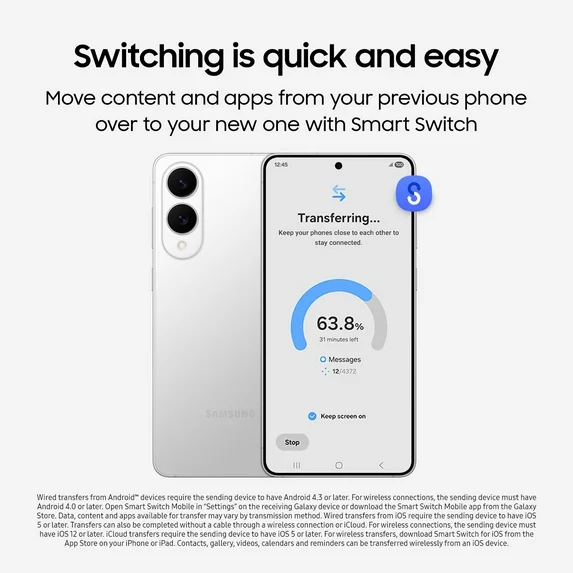 Switching is quick and easy
Move content and apps from your previous phone
over to your new one with Smart Switch
12:45
100
S
Transferring...
Keep your phones close to each other to
stay connected.
63.8%
31 minutes left
Messages
12/4372
Keep screen on
SAMSUNG
Stop
Wired transfers from Android™ devices require the sending device to have Android 4.3 or later. For wireless connections, the sending device must have
Android 4.0 or later. Open Smart Switch Mobile in "Settings" on the receiving Galaxy device or download the Smart Switch Mobile app from the Galaxy
Store. Data, content and apps available for transfer may vary by transmission method. Wired transfers from iOS require the sending device to have iOS
5 or later. Transfers can also be completed without a cable through a wireless connection or iCloud. For wireless connections, the sending device must
have iOS 12 or later. iCloud transfers require the sending device to have iOS 5 or later. For wireless transfers, download Smart Switch for iOS from the
App Store on your iPhone or iPad. Contacts, gallery, videos, calendars and reminders can be transferred wirelessly from an iOS device.